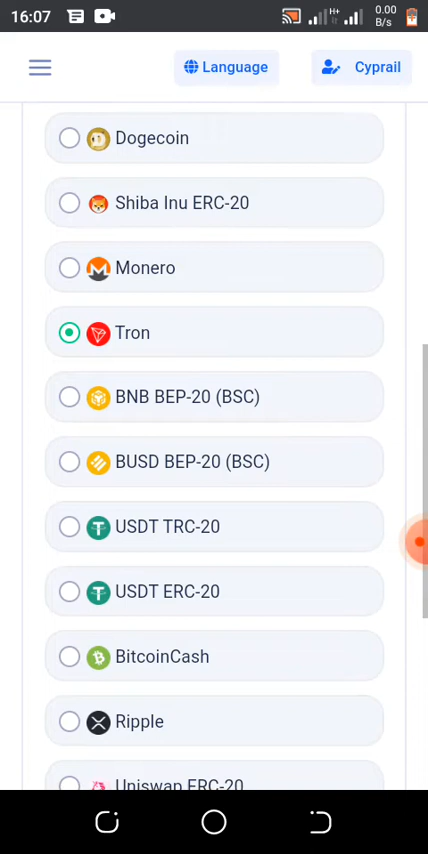 16:07
H+
0.00
B/s
Language
Cyprail
Dogecoin
Shiba Inu ERC-20
Monero
Tron
BNB BEP-20 (BSC)
BUSD BEP-20 (BSC)
USDT TRC-20
USDT ERC-20
BitcoinCash
Ripple
Uniswap ERC-20